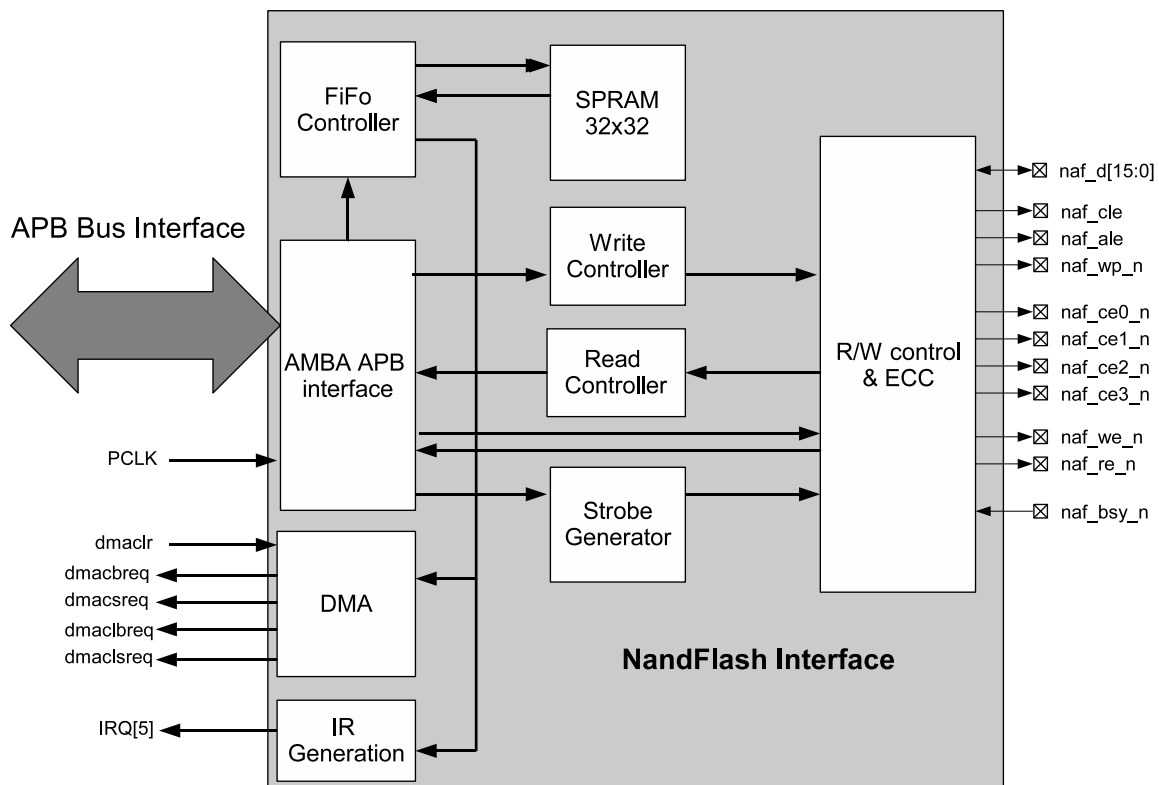 FiFo
Controller
SPRAM
32x32
APB Bus Interface
AMBA APB
interface
Write
Controller
Read
Controller
Strobe
Generator
R/W control
& ECC
naf_d[15:0]
naf_cle
naf_ale
naf_wp_n
naf_ce0_n
naf_ce1_n
naf_ce2_n
naf_ce3_n
naf_we_n
naf_re_n
naf_bsy_n
PCLK
dmaclr
dmacbreq
dmacsreq
dmaclbreq
dmaclsreq
DMA
NandFlash Interface
IRQ[5]
IR
Generation